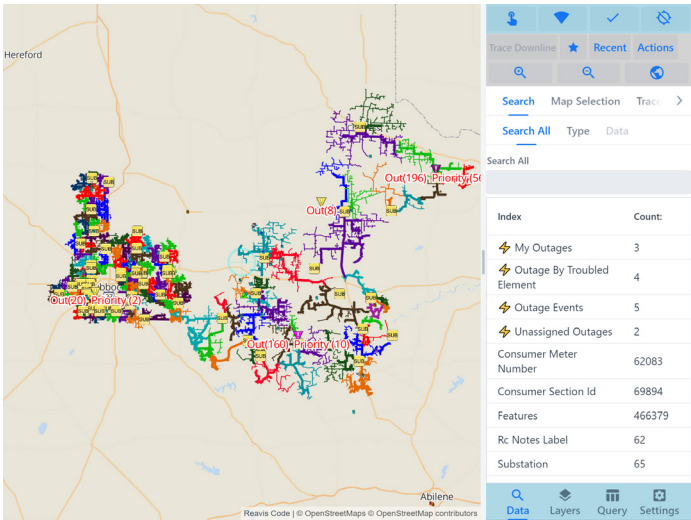 Hereford
Out(196) Priority (56
Out(8)
Out(20) Priority (2)
Out(160) Priority (10)
Abilene
Reavis Code | © OpenStreetMaps © OpenStreetMap contributors
Trace Downline
Recent
Actions
Search
Map Selection
Trace
Search All
Type
Data
Search All
Index Count:
My Outages 3
Outage By Troubled
Element 4
Outage Events 5
Unassigned Outages 2
Consumer Meter
Number 62083
Consumer Section Id 69894
Features 466379
Rc Notes Label 62
Substation 65
Data
Layers
Query
Settings